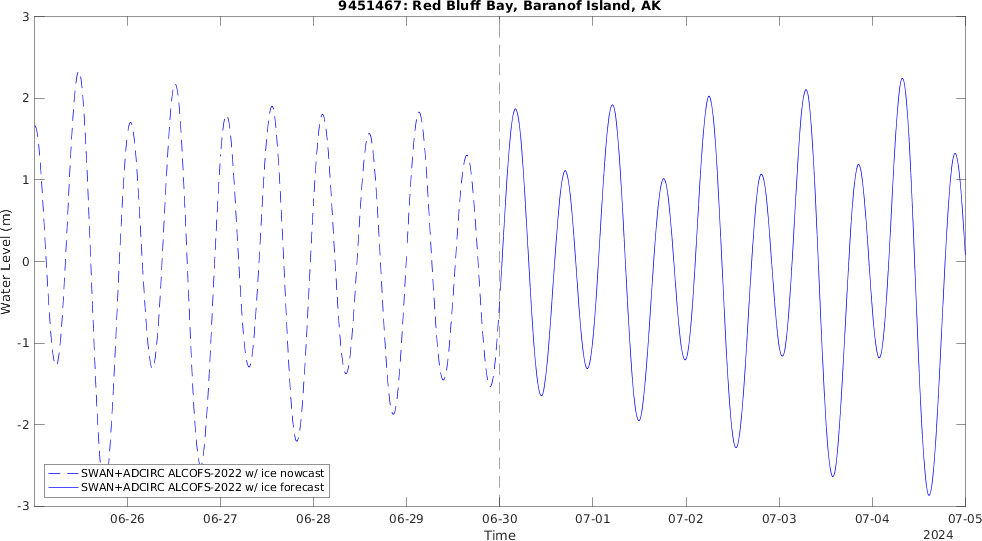 9451467: Red Bluff Bay, Baranof Island, AK
3
2
1
0
-1
-2
-3
Water Level (m)
SWAN+ADCIRC ALCOFS-2022 w/ ice nowcast
SWAN+ADCIRC ALCOFS-2022 w/ ice forecast
06-26 06-27 06-28 06-29 06-30 07-01 07-02 07-03 07-04 07-05
Time
2024